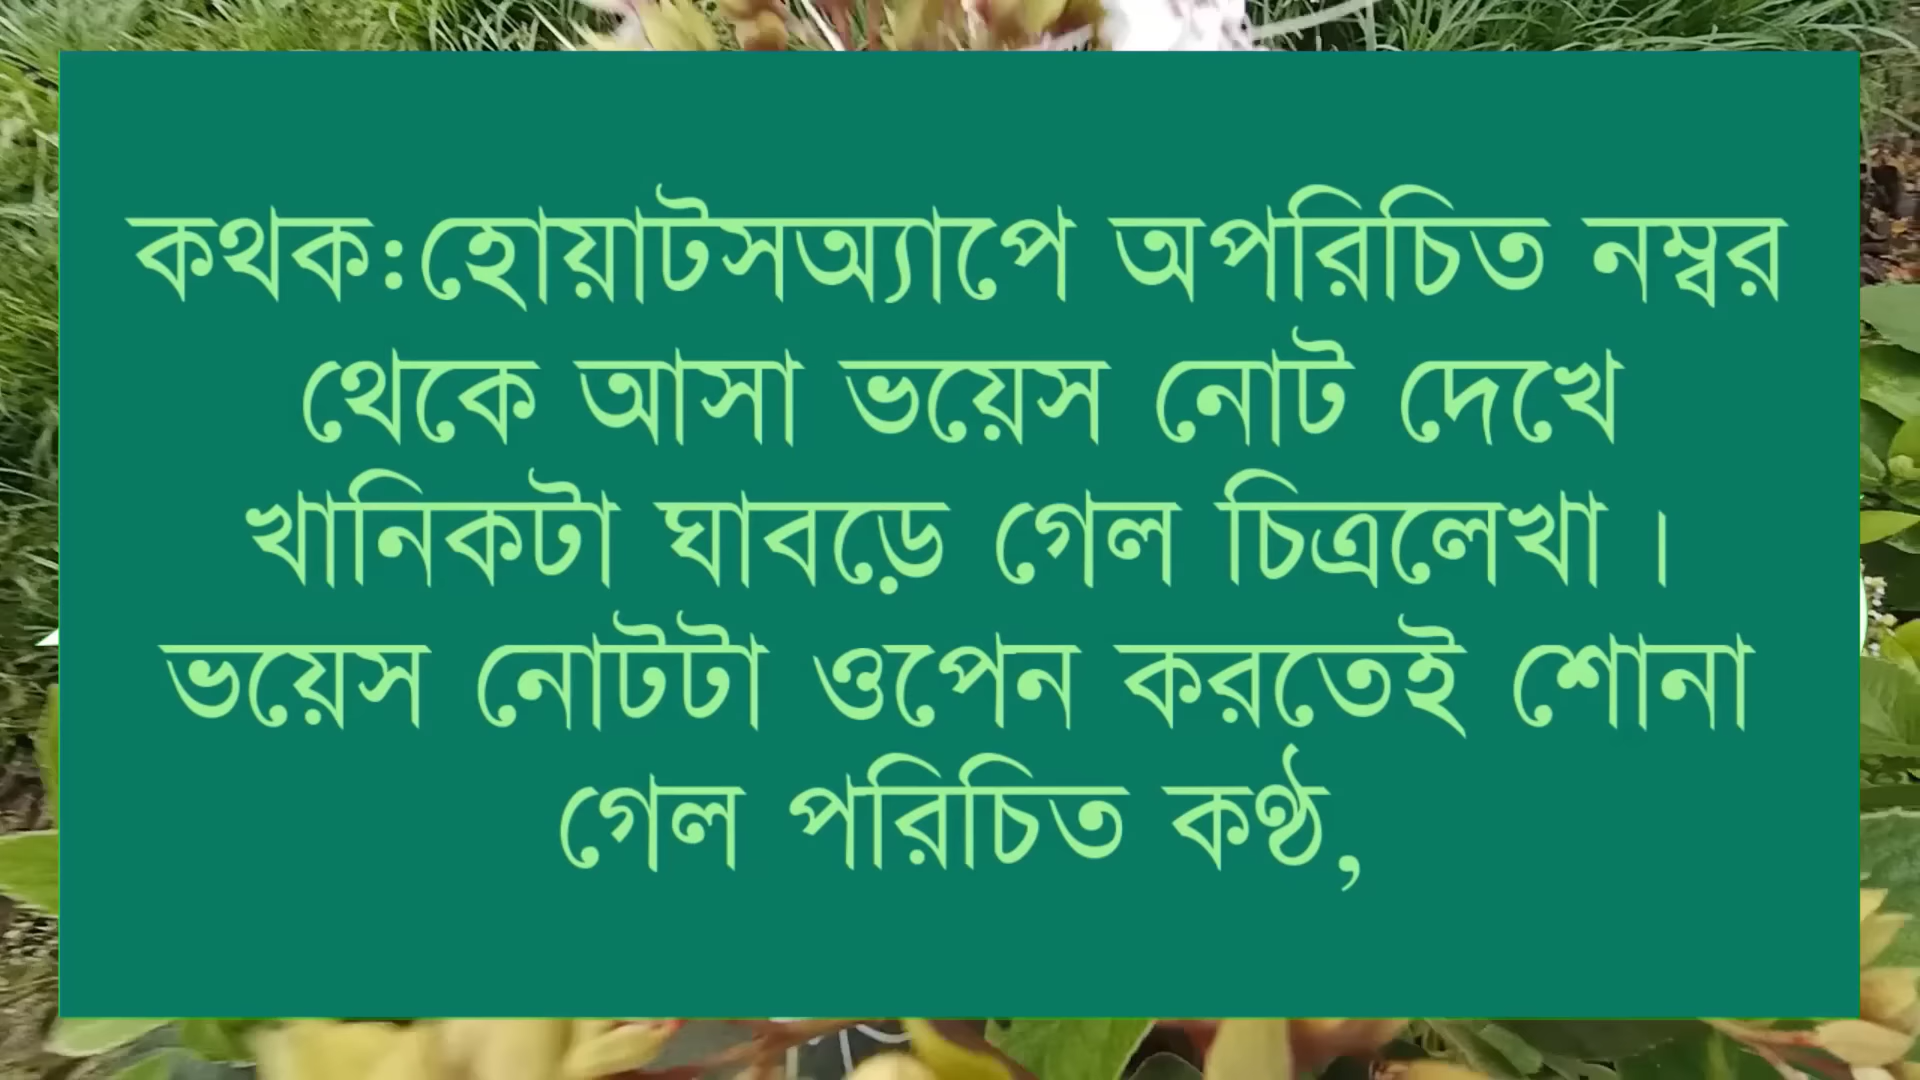 কথক:হোয়াটসঅ্যাপে অপরিচিত নম্বর
থেকে আসা ভয়েস নোট দেখে
খানিকটা ঘাবড়ে গেল চিত্রলেখা ।
ভয়েস নোটটা ওপেন করতেই শোনা
গেল পরিচিত কণ্ঠ,